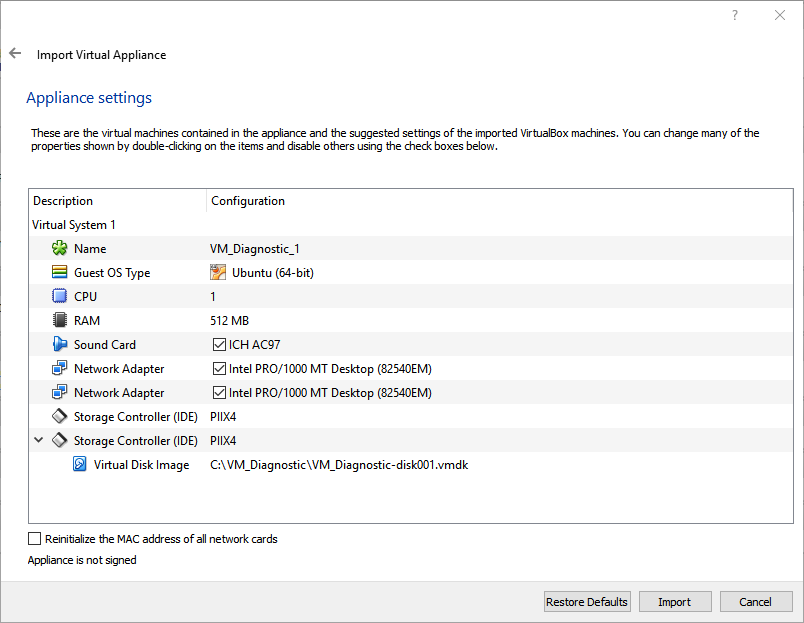 ?
Import Virtual Appliance
Appliance settings
These are the virtual machines contained in the appliance and the suggested settings of the imported VirtualBox machines. You can change many of the
properties shown by double-clicking on the items and disable others using the check boxes below.
Description Configuration
Virtual System 1
Name VM_Diagnostic_1
Guest OS Type Ubuntu (64-bit)
CPU 1
RAM 512 MB
Sound Card ICH AC97
Network Adapter Intel PRO/1000 MT Desktop (82540EM)
Network Adapter Intel PRO/1000 MT Desktop (82540EM)
Storage Controller (IDE) PIIX4
Storage Controller (IDE) PIIX4
Virtual Disk Image C:\VM_Diagnostic\VM_Diagnostic-disk001.vmdk
Reinitialize the MAC address of all network cards
Appliance is not signed
Restore Defaults Import Cancel